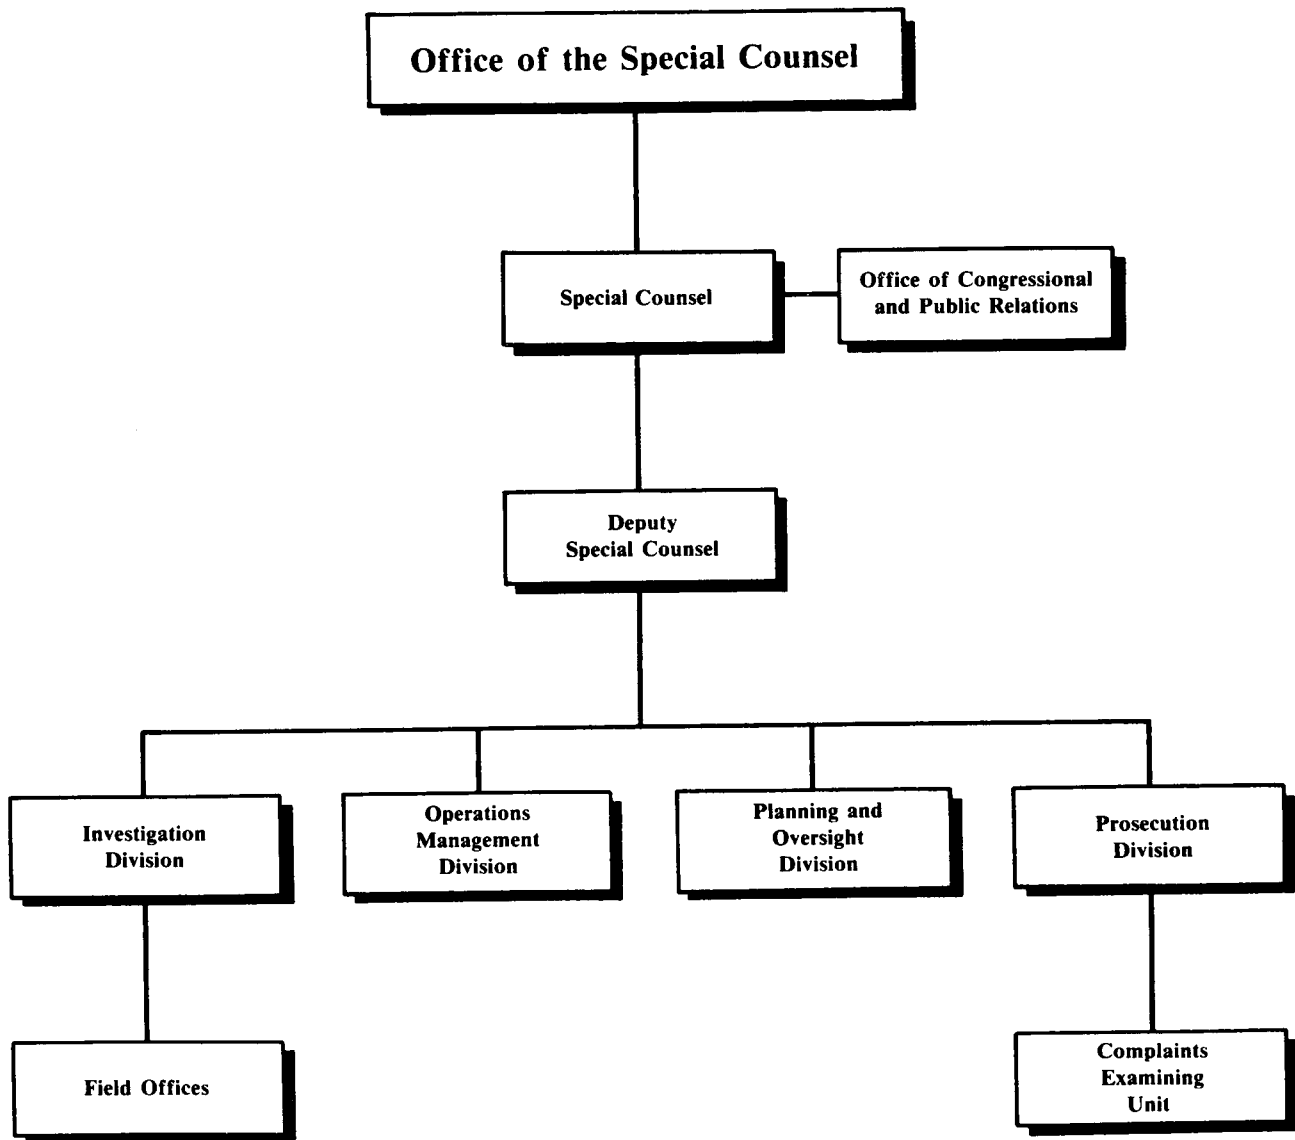 Office of the Special Counsel
Special Counsel
Office of Congressional
and Public Relations
Deputy
Special Counsel
Investigation
Division
Operations
Management
Division
Planning and
Oversight
Division
Prosecution
Division
Field Offices
Complaints
Examining
Unit